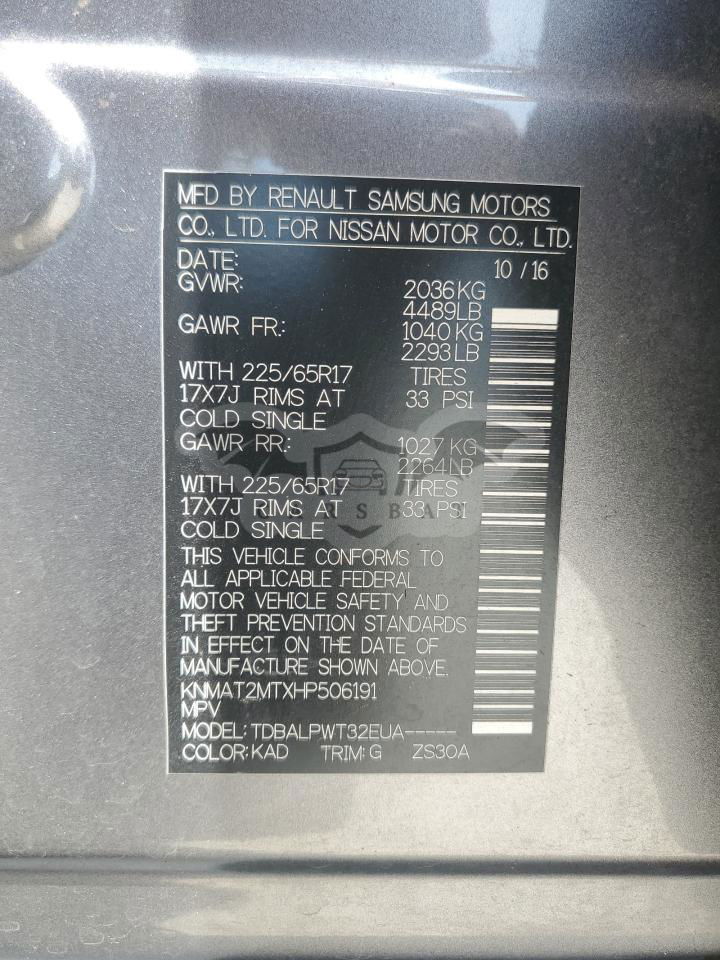 MFD BY RENAULT SAMSUNG MOTORS
CO., LTD. FOR NISSAN MOTOR CO., LTD.
DATE: 10 / 16
GVWR: 2036KG
4489LB
GAWR FR.: 1040 KG
2293LB
WITH 225/65R17 TIRES
17X7J RIMS AT 33 PSI
COLD SINGLE
GAWR RR.: 1027 KG
2264LB
WITH 225/65R17 TIRES
17X7J RIMS AT 33 PSI
COLD SINGLE
THIS VEHICLE CONFORMS TO
ALL APPLICABLE FEDERAL
MOTOR VEHICLE SAFETY AND
THEFT PREVENTION STANDARDS
IN EFFECT ON THE DATE OF
MANUFACTURE SHOWN ABOVE.
KNMAT2MTXHP506191
MPV
MODEL: TDBALPWT32EUA-----
COLOR: KAD TRIM: G ZS30A